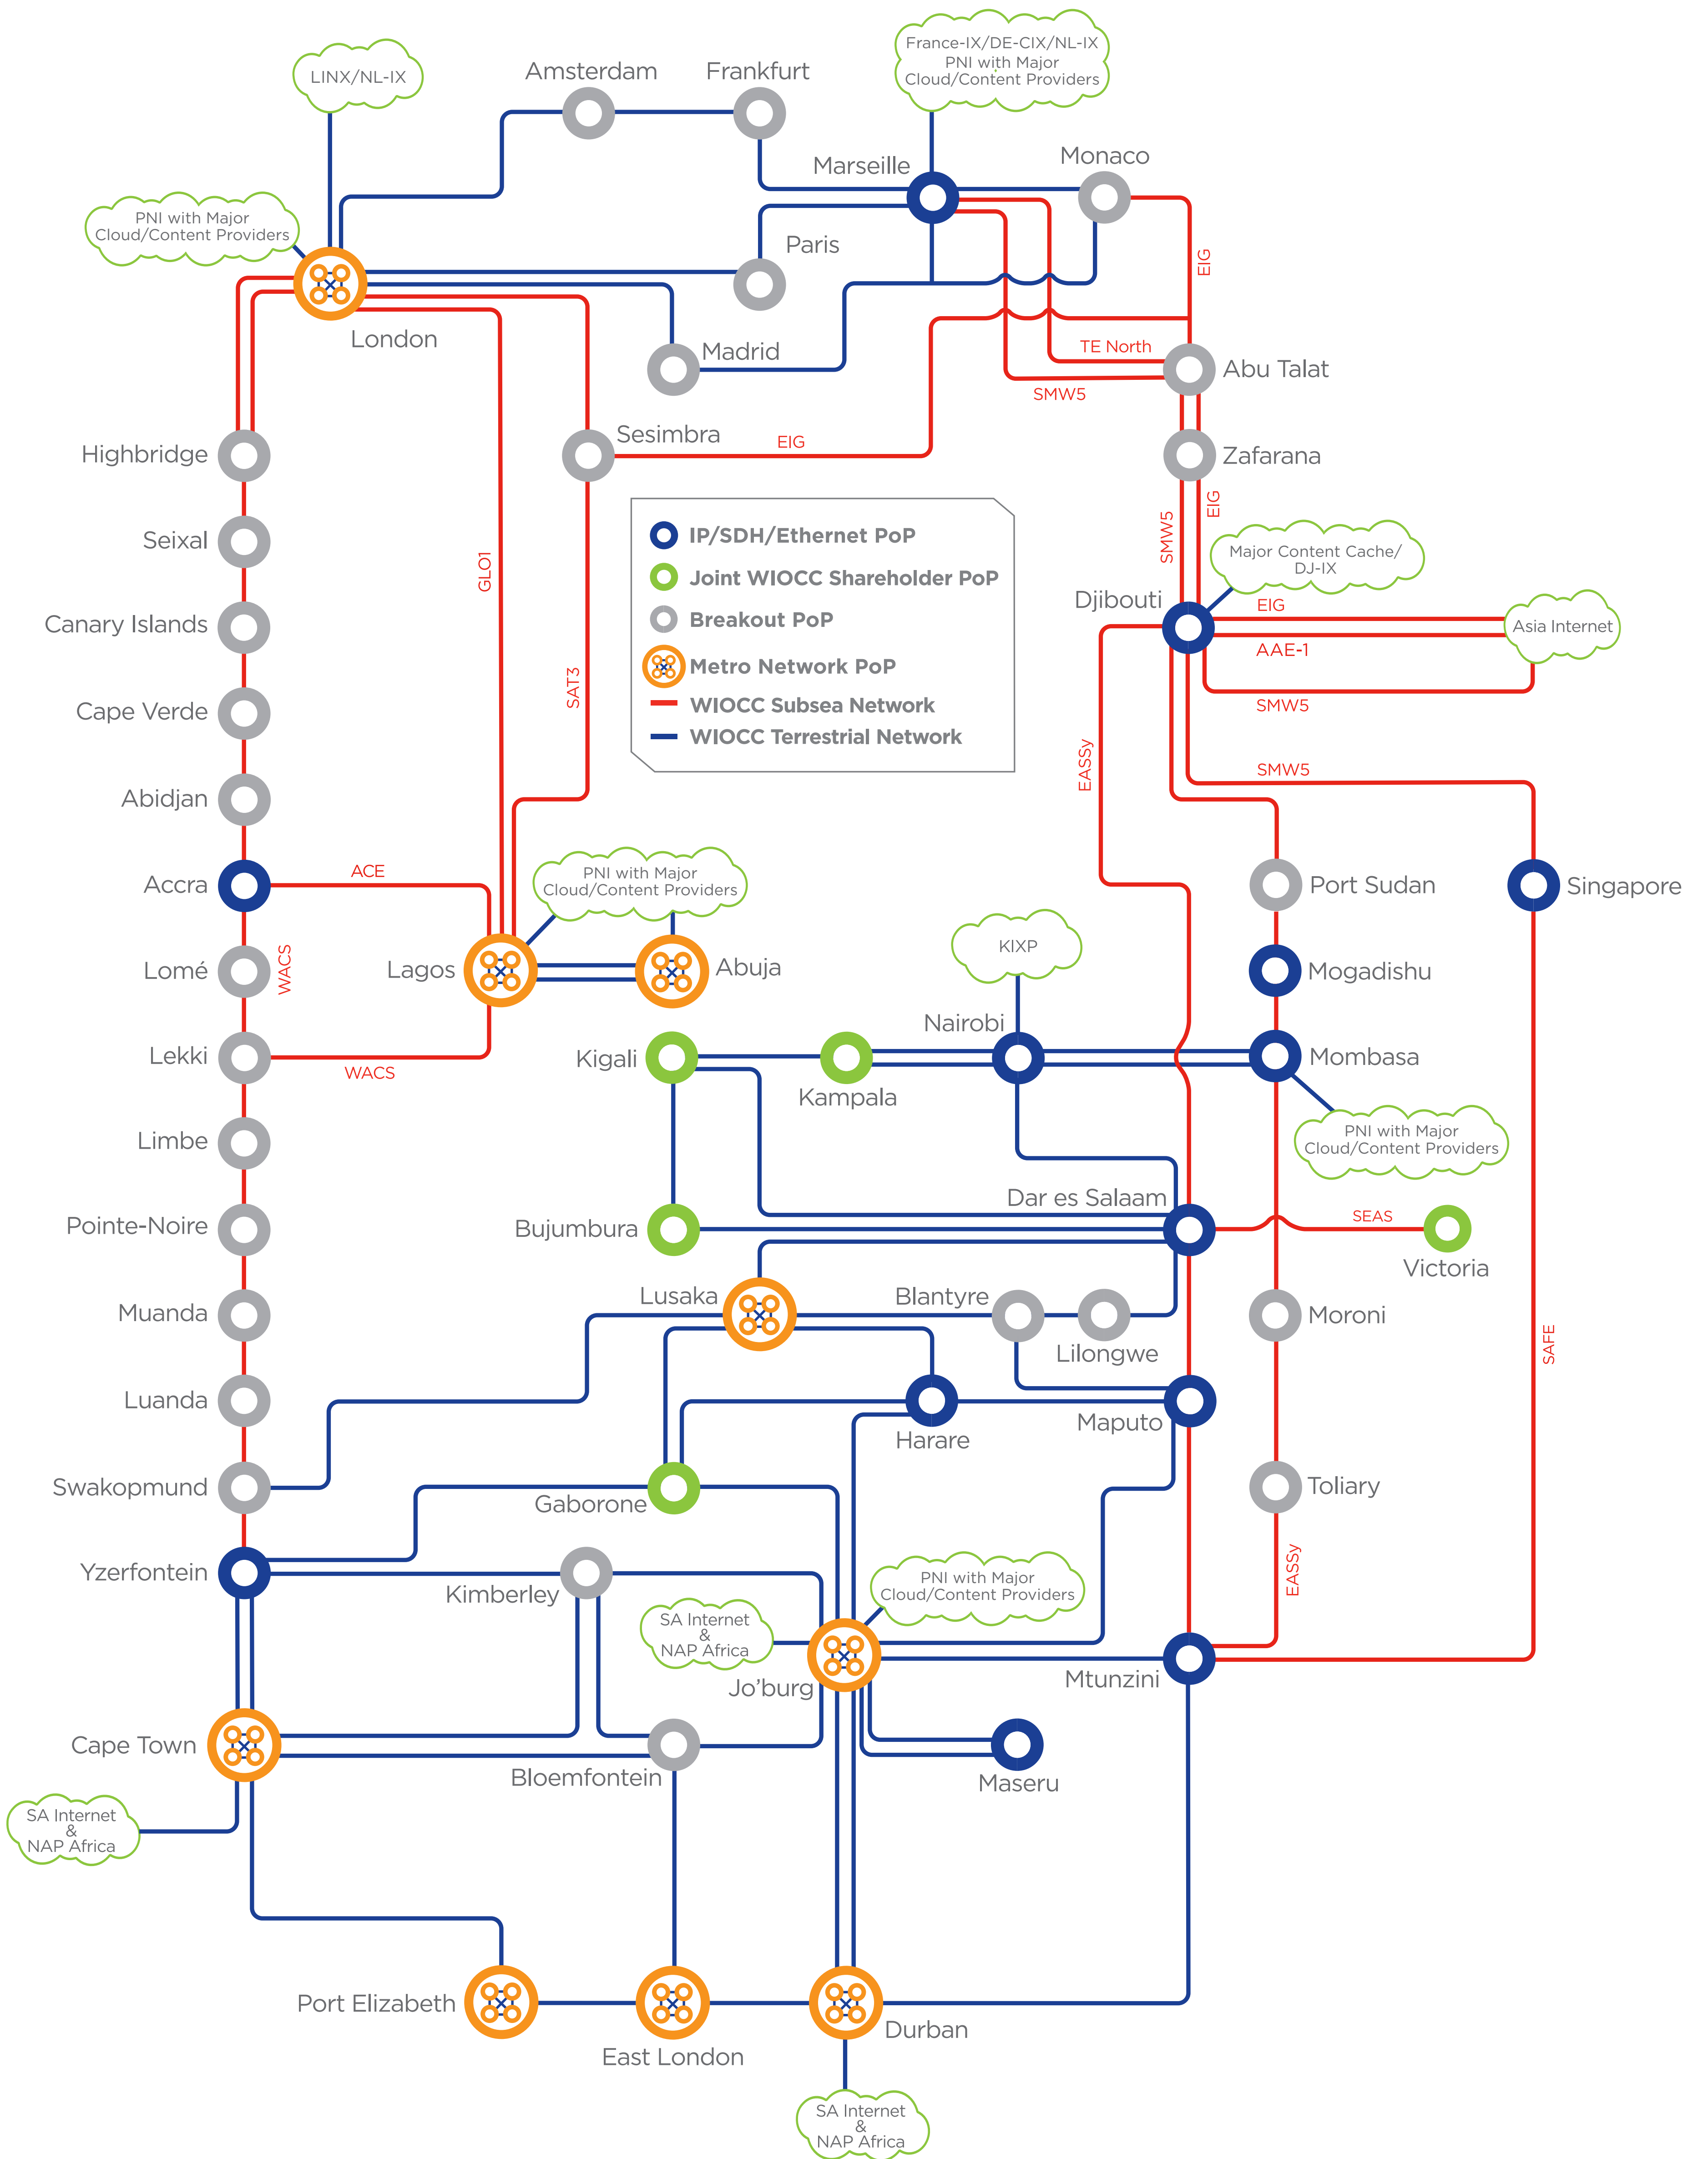 France-IX/DE-CIX/NL-IX
PNI with Major
Cloud/Content Providers
LINX/NL-IX
Amsterdam
Frankfurt
Marseille
Monaco
PNI with Major
Cloud/Content Providers
Paris
EIG
London
Madrid
TE North
Abu Talat
SMW5
Highbridge
Sesimbra
EIG
Zafarana
Seixal
IP/SDH/Ethernet PoP
Joint WIOCC Shareholder PoP
Breakout PoP
Metro Network PoP
WIOCC Subsea Network
WIOCC Terrestrial Network
GLO1
SAT3
SMW5
EIG
Major Content Cache/
DJ-IX
Djibouti
EIG
Asia Internet
AAE-1
SMW5
Canary Islands
Cape Verde
EASSy
SMW5
Abidjan
Accra
ACE
PNI with Major
Cloud/Content Providers
Port Sudan
Singapore
Lomé
WACS
Lagos
Abuja
KIXP
Mogadishu
Lekki
WACS
Kigali
Kampala
Nairobi
Mombasa
PNI with Major
Cloud/Content Providers
Limbe
Pointe-Noire
Bujumbura
Dar es Salaam
SEAS
Victoria
Muanda
Lusaka
Blantyre
Lilongwe
Moroni
SAFE
Luanda
Harare
Maputo
Swakopmund
Gaborone
Toliary
Yzerfontein
Kimberley
PNI with Major
Cloud/Content Providers
EASSy
SA Internet
&
NAP Africa
Jo'burg
Mtunzini
Cape Town
Bloemfontein
Maseru
SA Internet
&
NAP Africa
Port Elizabeth
East London
Durban
SA Internet
&
NAP Africa